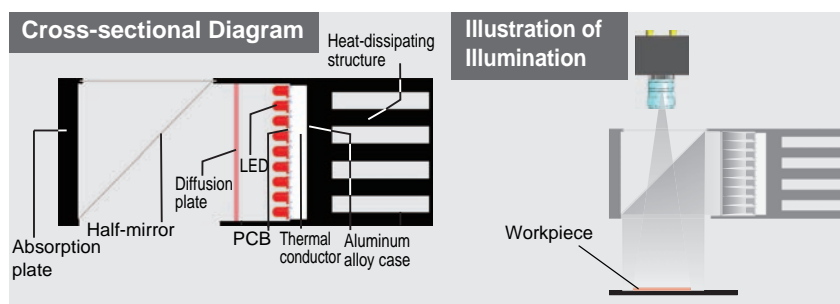 Cross-sectional Diagram
Heat-dissipating
structure
LED
Diffusion
plate
Half-mirror
Absorption
plate
PCB
Thermal
conductor
Aluminum
alloy case
Illustration of
Illumination
Workpiece